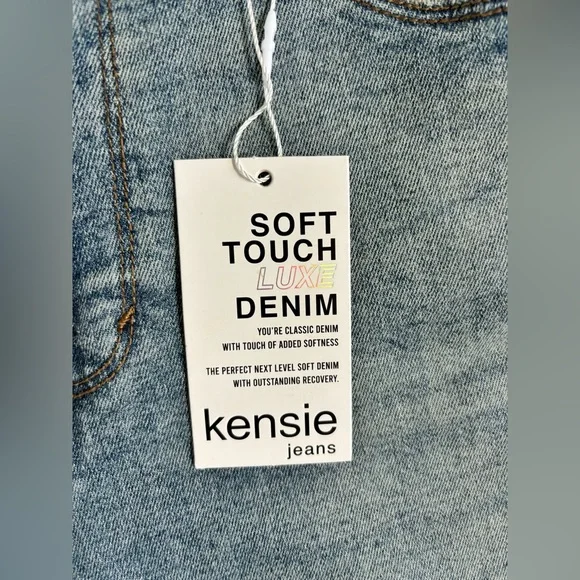 SOFT
TOUCH
LUXE
DENIM
YOU'RE CLASSIC DENIM
WITH TOUCH OF ADDED SOFTNESS
THE PERFECT NEXT LEVEL SOFT DENIM
WITH OUTSTANDING RECOVERY.
kensie
jeans